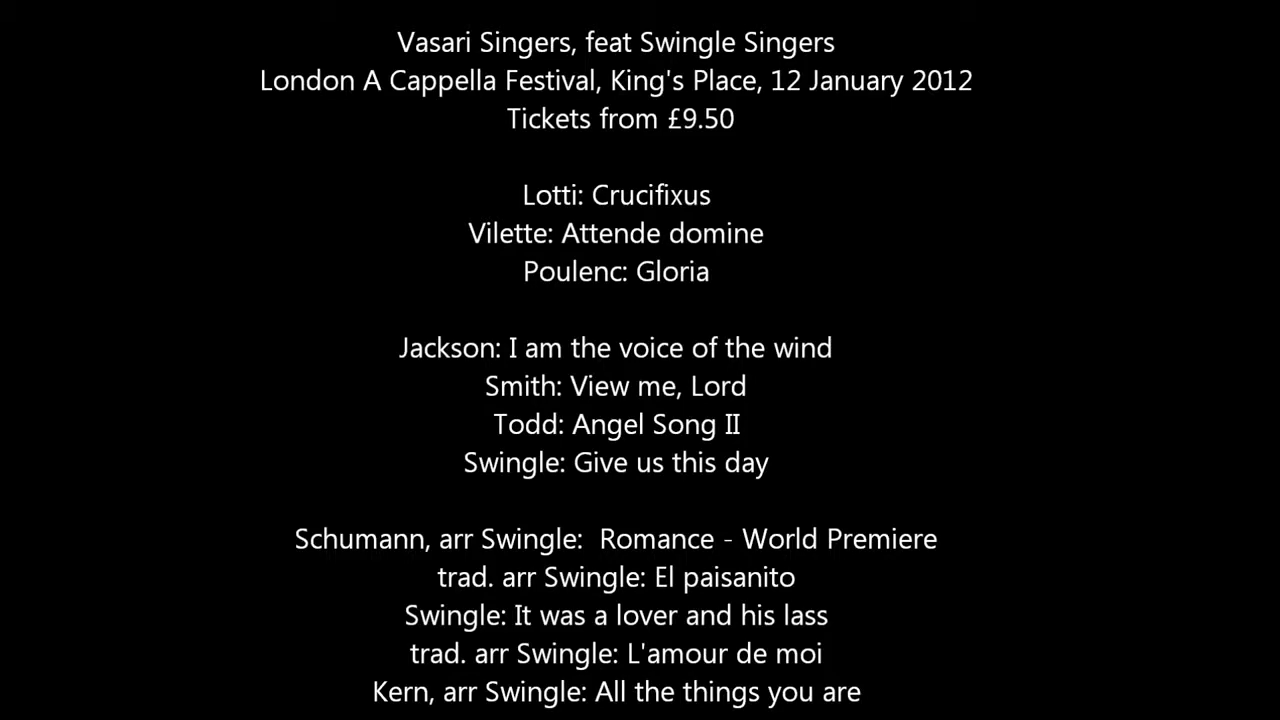 Vasari Singers, feat Swingle Singers
London A Cappella Festival, King's Place, 12 January 2012
Tickets from £9.50
Lotti: Crucifixus
Vilette: Attende domine
Poulenc: Gloria
Jackson: I am the voice of the wind
Smith: View me, Lord
Todd: Angel Song II
Swingle: Give us this day
Schumann, arr Swingle:  Romance - World Premiere
trad. arr Swingle: El paisanito
Swingle: It was a lover and his lass
trad. arr Swingle: L'amour de moi
Kern, arr Swingle: All the things you are